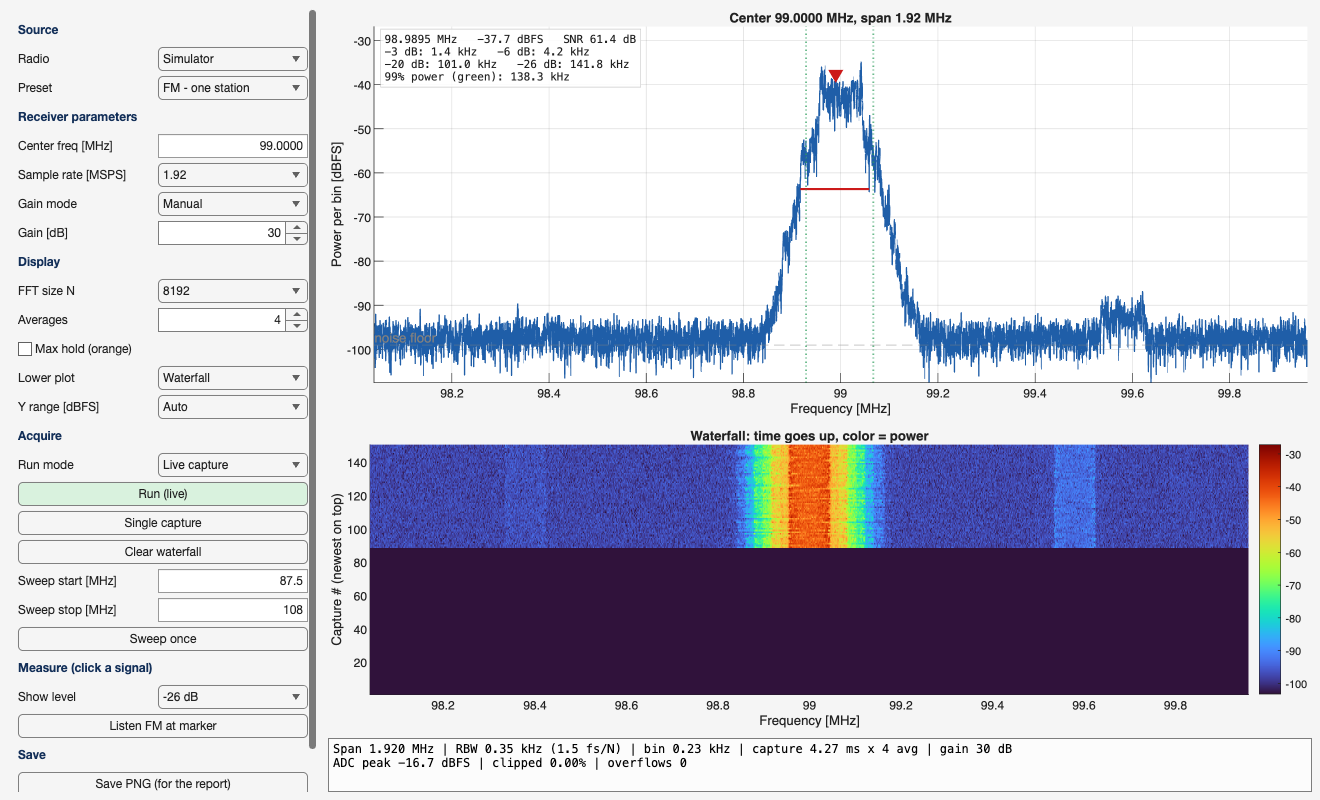 Source
Radio Simulator
Preset FM - one station
Receiver parameters
Center freq [MHz] 99.0000
Sample rate [MSPS] 1.92
Gain mode Manual
Gain [dB] 30
Display
FFT size N 8192
Averages 4
Max hold (orange)
Lower plot Waterfall
Y range [dBFS] Auto
Acquire
Run mode Live capture
Run (live)
Single capture
Clear waterfall
Sweep start [MHz] 87.5
Sweep stop [MHz] 108
Sweep once
Measure (click a signal)
Show level -26 dB
Listen FM at marker
Save
Save PNG (for the report)
Center 99.0000 MHz, span 1.92 MHz
98.9895 MHz −37.7 dBFS SNR 61.4 dB
−3 dB: 1.4 kHz −6 dB: 4.2 kHz
−20 dB: 101.0 kHz −26 dB: 141.8 kHz
99% power (green): 138.3 kHz
Power per bin [dBFS]
-30
-40
-50
-60
-70
-80
-90
-100
noise floor
98.2 98.4 98.6 98.8 99 99.2 99.4 99.6 99.8
Frequency [MHz]
Waterfall: time goes up, color = power
Capture # (newest on top)
140
120
100
80
60
40
20
98.2 98.4 98.6 98.8 99 99.2 99.4 99.6 99.8
Frequency [MHz]
-30
-40
-50
-60
-70
-80
-90
-100
Span 1.920 MHz | RBW 0.35 kHz (1.5 fs/N) | bin 0.23 kHz | capture 4.27 ms x 4 avg | gain 30 dB
ADC peak −16.7 dBFS | clipped 0.00% | overflows 0